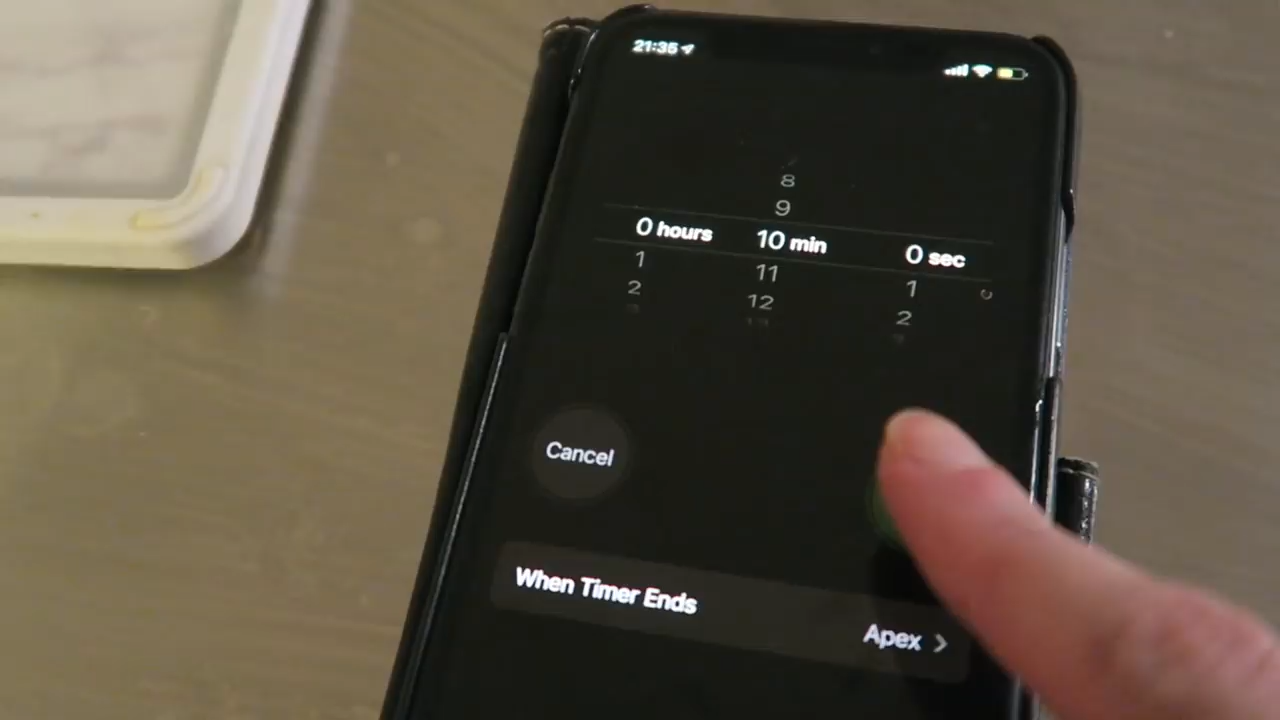 21:35
8
9
0 hours 10 min 0 sec
1 11 1
2 12 2
Cancel
When Timer Ends
Apex >